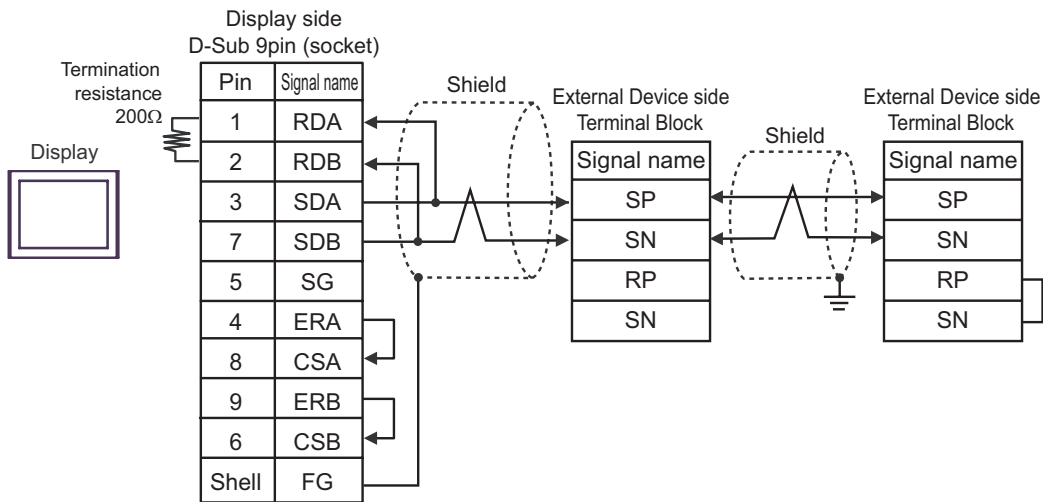 Display side
D-Sub 9pin (socket)
Termination
resistance
200Ω
Display
Pin Signal name
1 RDA
2 RDB
3 SDA
7 SDB
5 SG
4 ERA
8 CSA
9 ERB
6 CSB
Shell FG
Shield
External Device side
Terminal Block
Signal name
SP
SN
RP
SN
Shield
External Device side
Terminal Block
Signal name
SP
SN
RP
SN